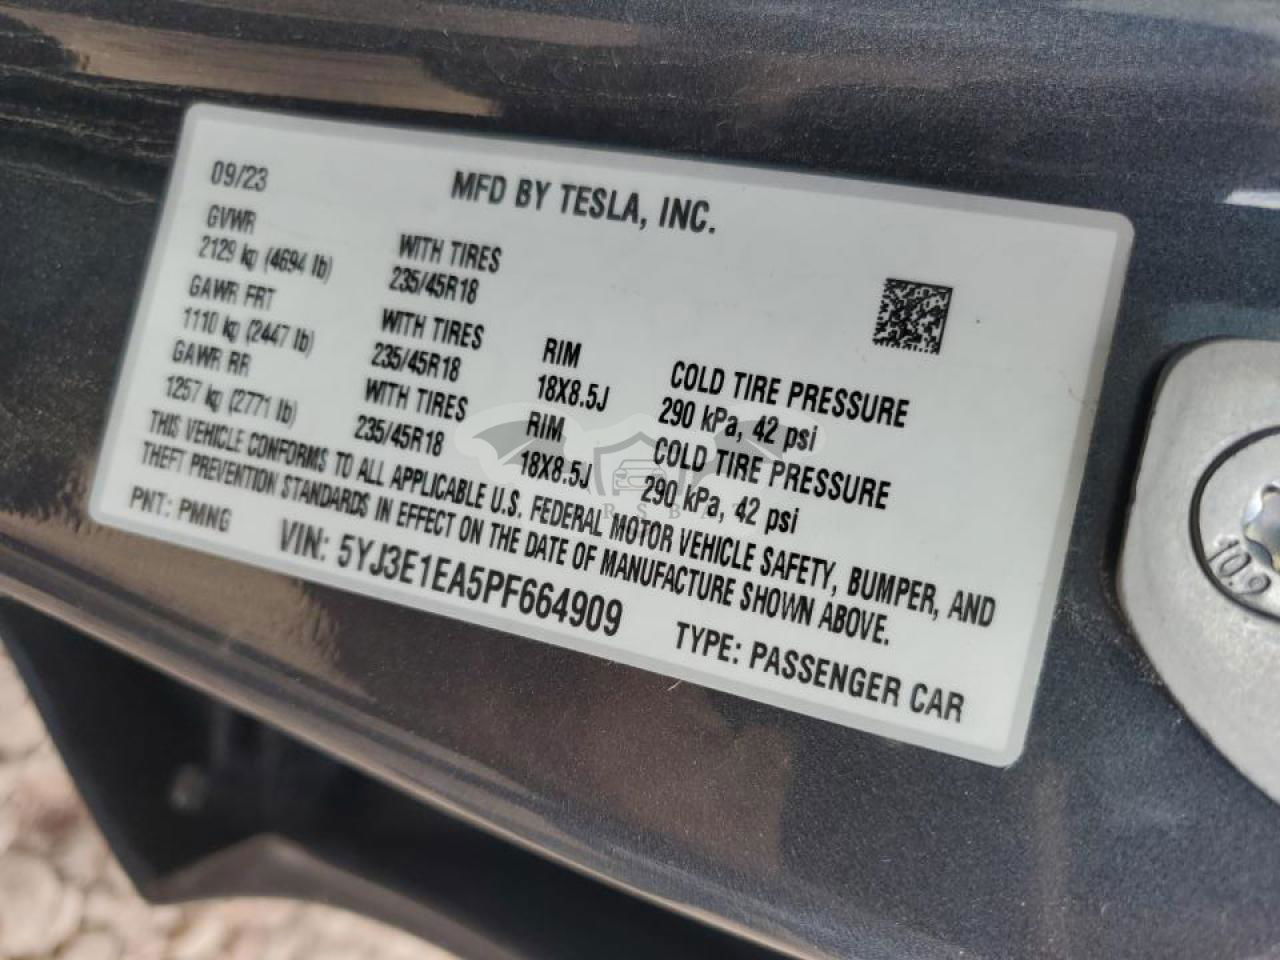 09/23
MFD BY TESLA, INC.
GVWR
2129 kg (4694 lb)
WITH TIRES
235/45R18
GAWR FRT
1110 kg (2447 lb)
WITH TIRES
235/45R18
RIM
18X8.5J
COLD TIRE PRESSURE
290 kPa, 42 psi
GAWR RR
1257 kg (2771 lb)
WITH TIRES
235/45R18
RIM
18X8.5J
COLD TIRE PRESSURE
290 kPa, 42 psi
THIS VEHICLE CONFORMS TO ALL APPLICABLE U.S. FEDERAL MOTOR VEHICLE SAFETY, BUMPER, AND
THEFT PREVENTION STANDARDS IN EFFECT ON THE DATE OF MANUFACTURE SHOWN ABOVE.
PNT: PMNG
VIN: 5YJ3E1EA5PF664909
TYPE: PASSENGER CAR
10.9